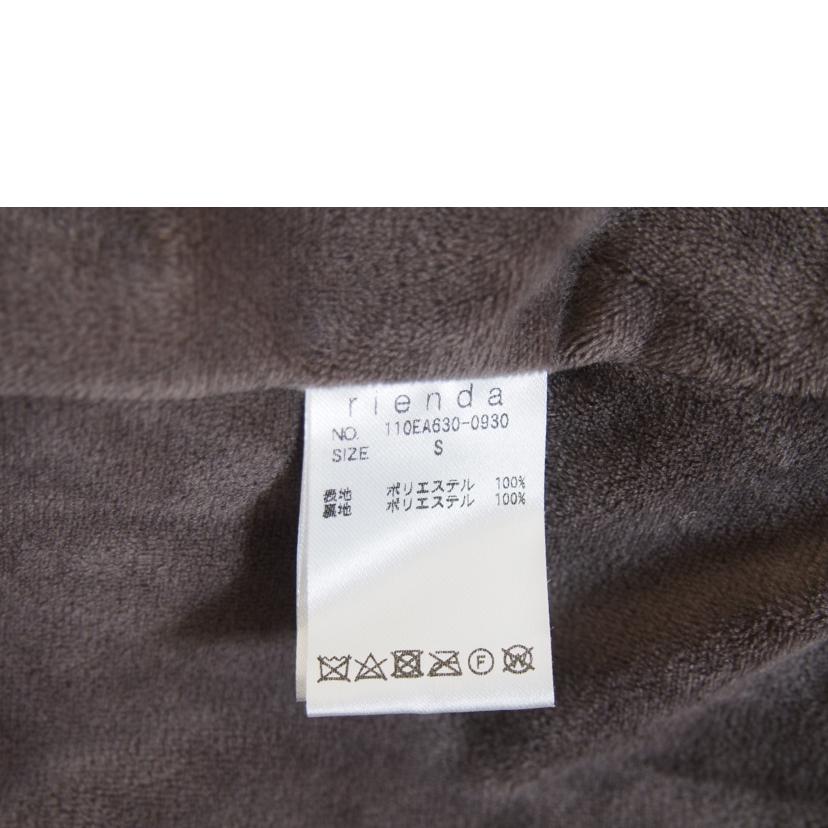 rienda
NO. 110EA630-0930
SIZE S
表地 ポリエステル 100%
裏地 ポリエステル 100%
F
W